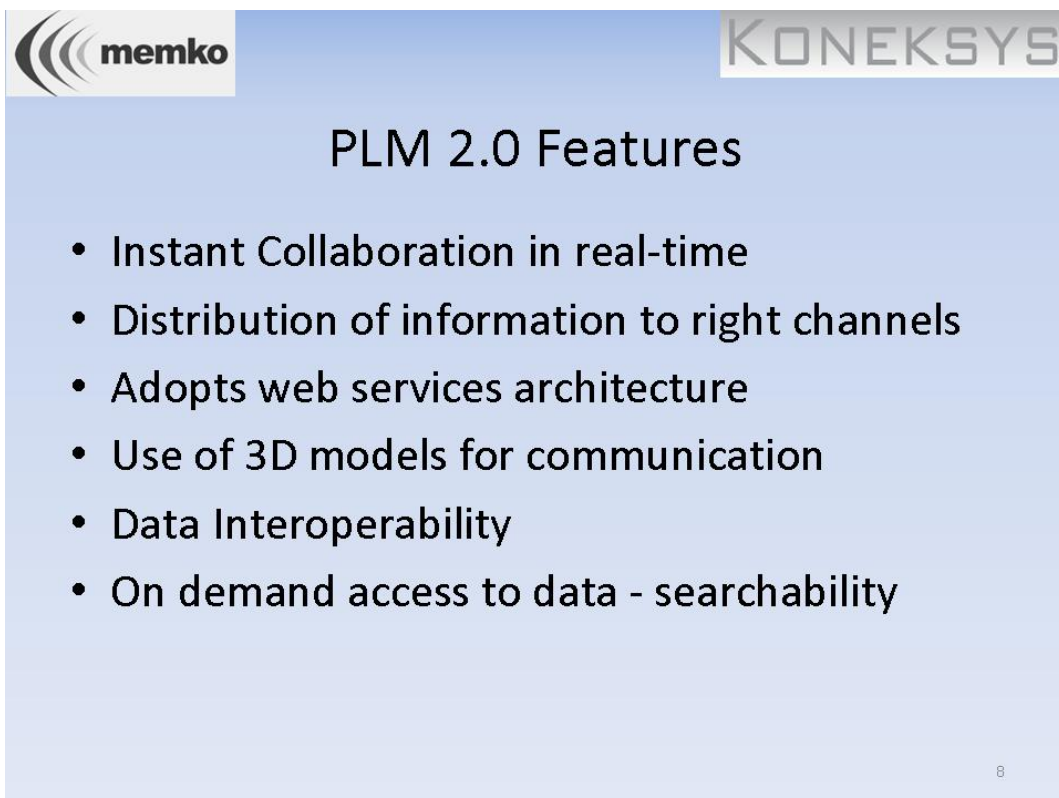 memko
KONEKSYS
PLM 2.0 Features
• Instant Collaboration in real-time
• Distribution of information to right channels
• Adopts web services architecture
• Use of 3D models for communication
• Data Interoperability
• On demand access to data - searchability
8